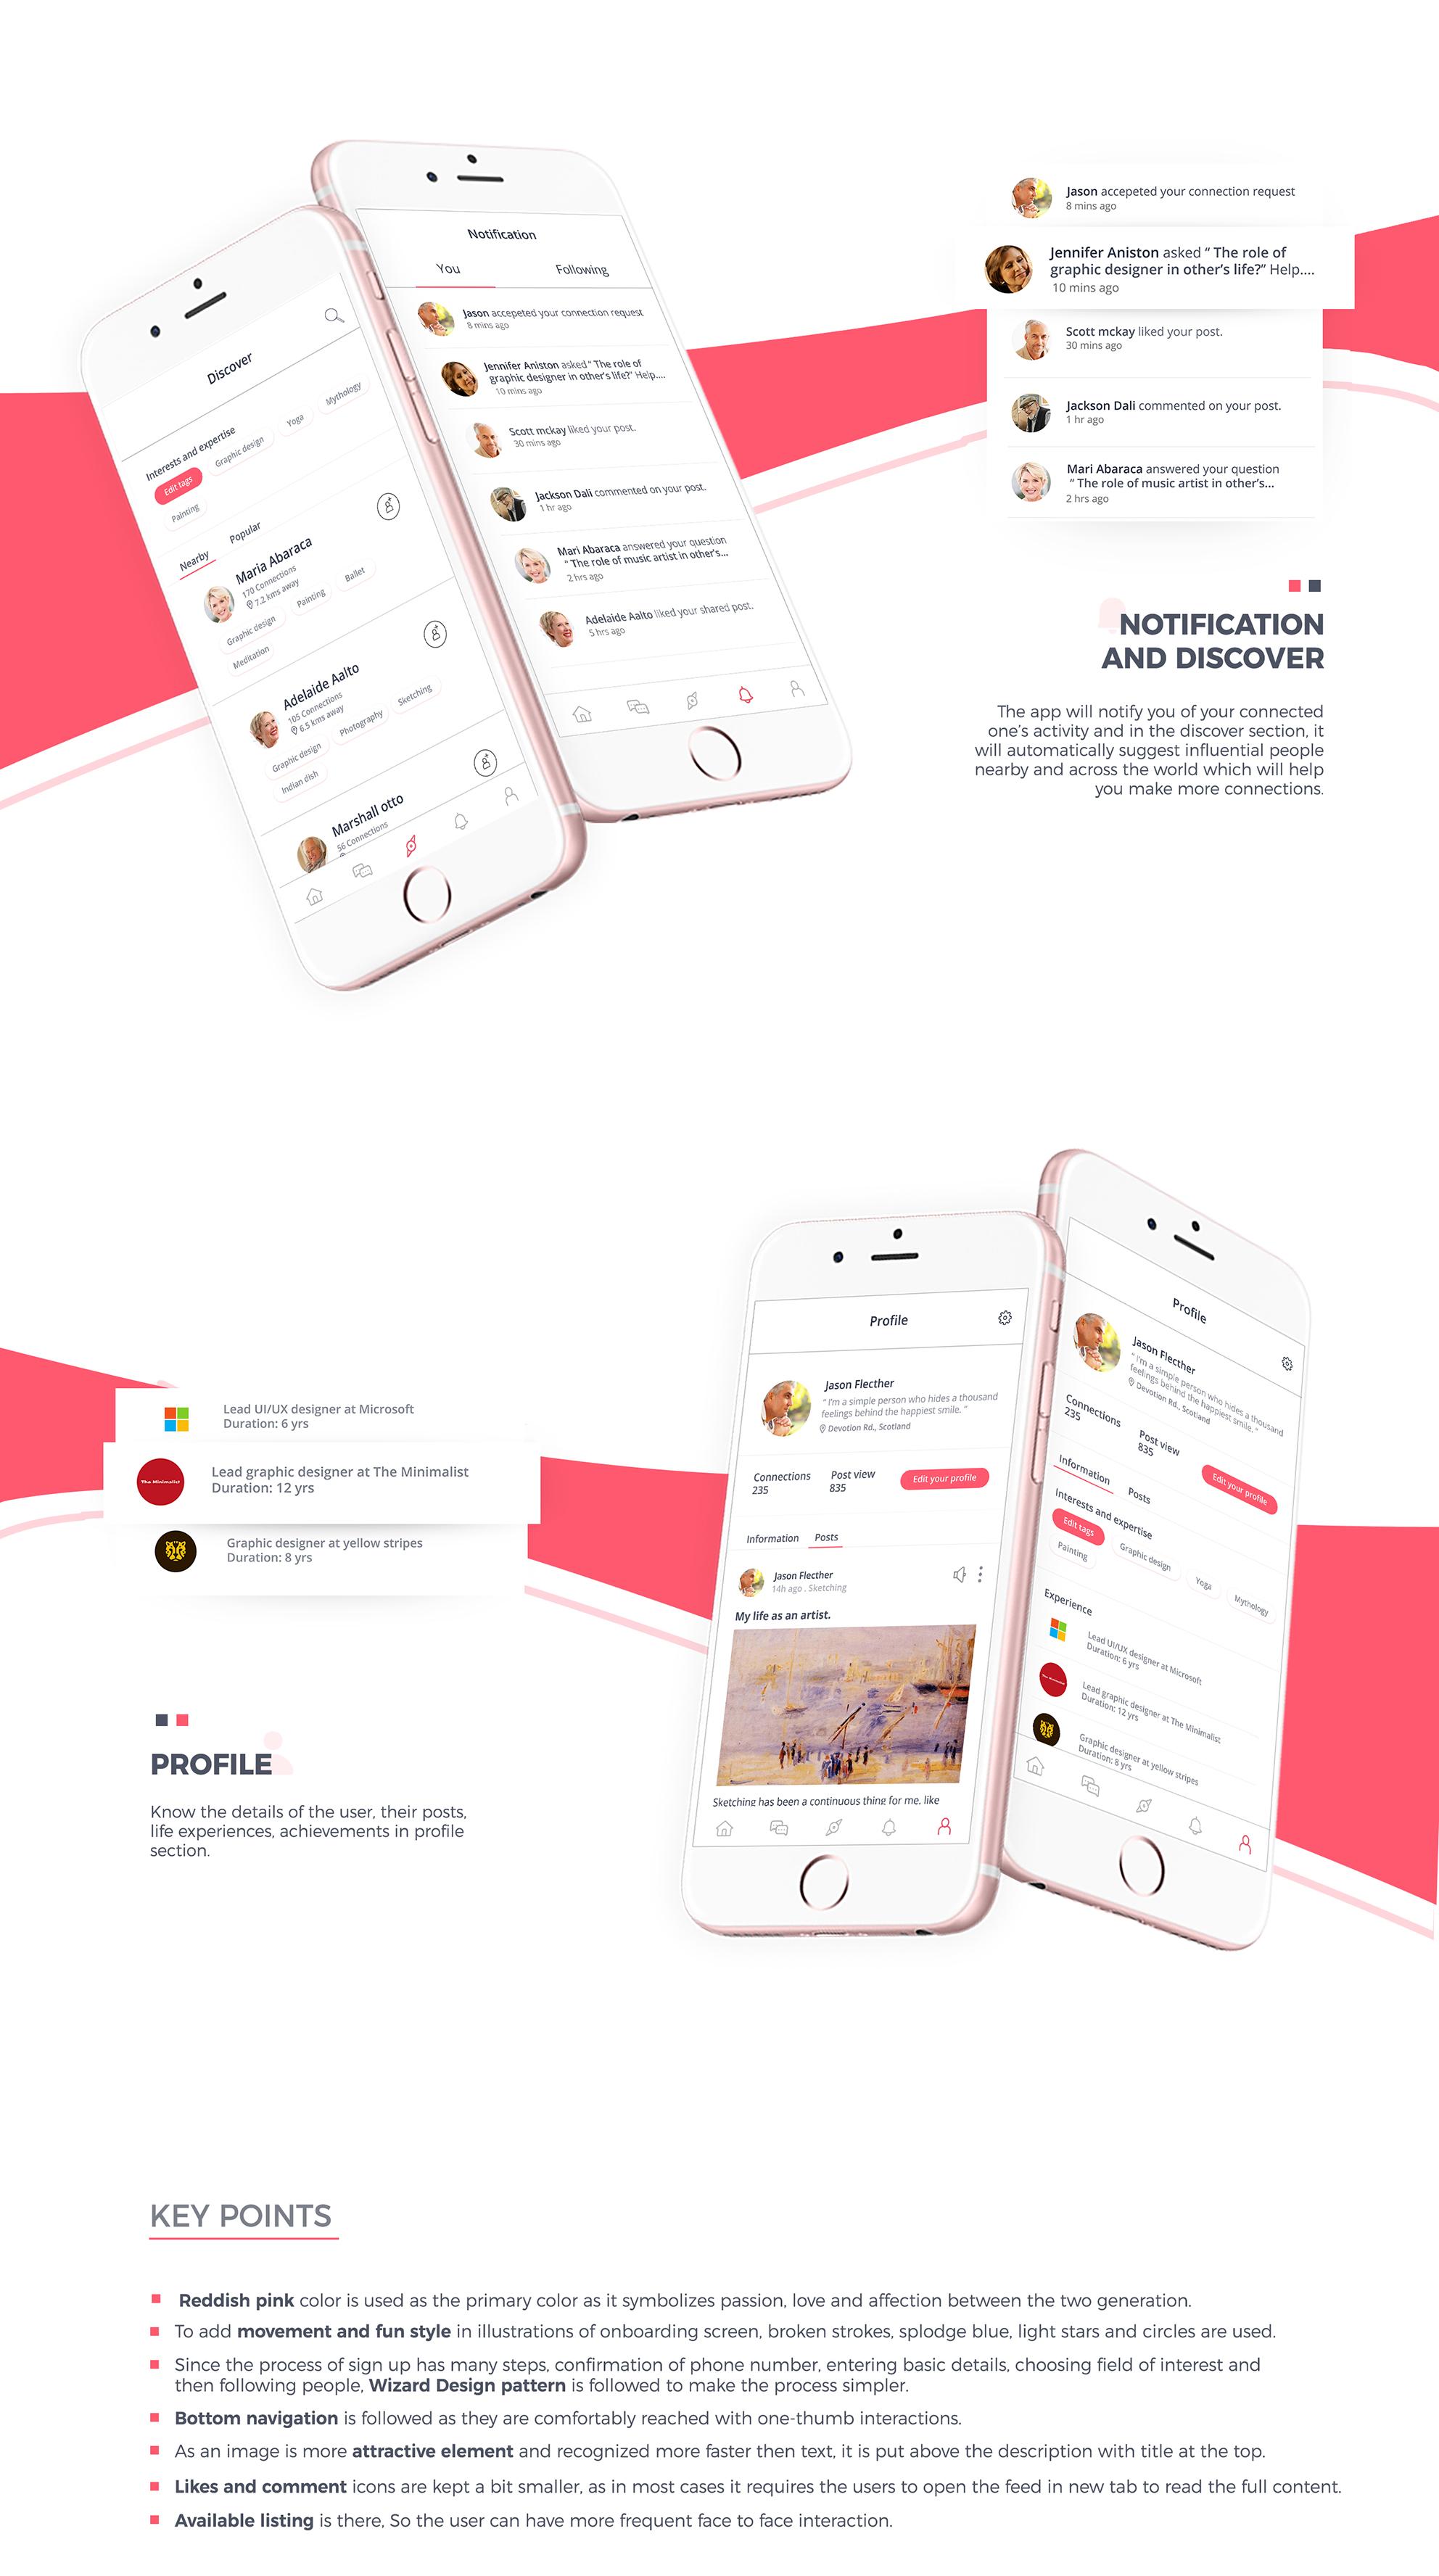 Discover
Interests and expertise
Edit tags
Graphic design
Yoga
Mythology
Painting
Nearby
Popular
Maria Abaraca
170 Connections
7.2 kms away
Graphic design
Painting
Ballet
Meditation
Adelaide Aalto
105 Connections
6.5 kms away
Graphic design
Photography
Sketching
Indian dish
Marshall otto
56 Connections
Notification
You
Following
Jason accepeted your connection request
8 mins ago
Jennifer Aniston asked “ The role of
graphic designer in other's life?” Help....
10 mins ago
Scott mckay liked your post.
30 mins ago
Jackson Dali commented on your post.
1 hr ago
Mari Abaraca answered your question
“ The role of music artist in other's...
2 hrs ago
Adelaide Aalto liked your shared post.
5 hrs ago
Jason accepeted your connection request
8 mins ago
Jennifer Aniston asked “ The role of
graphic designer in other's life?” Help....
10 mins ago
Scott mckay liked your post.
30 mins ago
Jackson Dali commented on your post.
1 hr ago
Mari Abaraca answered your question
“ The role of music artist in other's...
2 hrs ago
NOTIFICATION
AND DISCOVER
The app will notify you of your connected
one's activity and in the discover section, it
will automatically suggest influential people
nearby and across the world which will help
you make more connections.
Lead UI/UX designer at Microsoft
Duration: 6 yrs
The Minimalist
Lead graphic designer at The Minimalist
Duration: 12 yrs
Graphic designer at yellow stripes
Duration: 8 yrs
PROFILE
Know the details of the user, their posts,
life experiences, achievements in profile
section.
Profile
Jason Flecther
“ I'm a simple person who hides a thousand
feelings behind the happiest smile. ”
Devotion Rd., Scotland
Connections
235
Post view
835
Edit your profile
Information
Posts
Jason Flecther
14h ago . Sketching
My life as an artist.
Sketching has been a continuous thing for me, like
Profile
Jason Flecther
“ I'm a simple person who hides a thousand
feelings behind the happiest smile. ”
Devotion Rd., Scotland
Connections
235
Post view
835
Edit your profile
Information
Posts
Interests and expertise
Edit tags
Graphic design
Yoga
Mythology
Painting
Experience
Lead UI/UX designer at Microsoft
Duration: 6 yrs
Lead graphic designer at The Minimalist
Duration: 12 yrs
Graphic designer at yellow stripes
Duration: 8 yrs
KEY POINTS
Reddish pink color is used as the primary color as it symbolizes passion, love and affection between the two generation.
To add movement and fun style in illustrations of onboarding screen, broken strokes, splodge blue, light stars and circles are used.
Since the process of sign up has many steps, confirmation of phone number, entering basic details, choosing field of interest and
then following people, Wizard Design pattern is followed to make the process simpler.
Bottom navigation is followed as they are comfortably reached with one-thumb interactions.
As an image is more attractive element and recognized more faster then text, it is put above the description with title at the top.
Likes and comment icons are kept a bit smaller, as in most cases it requires the users to open the feed in new tab to read the full content.
Available listing is there, So the user can have more frequent face to face interaction.